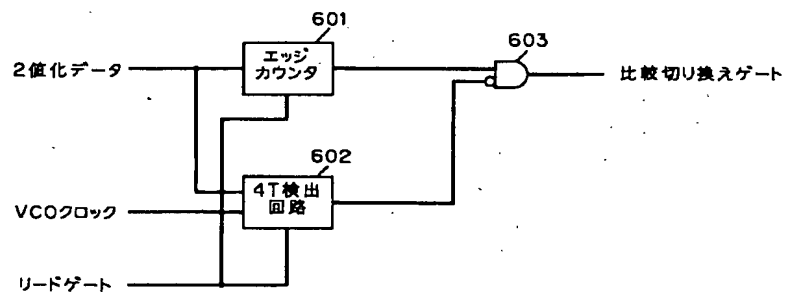 601
エッジ
カウンタ
603
2値化データ
比較切り換えゲート
602
4T検出
回路
VCOクロック
リードゲート